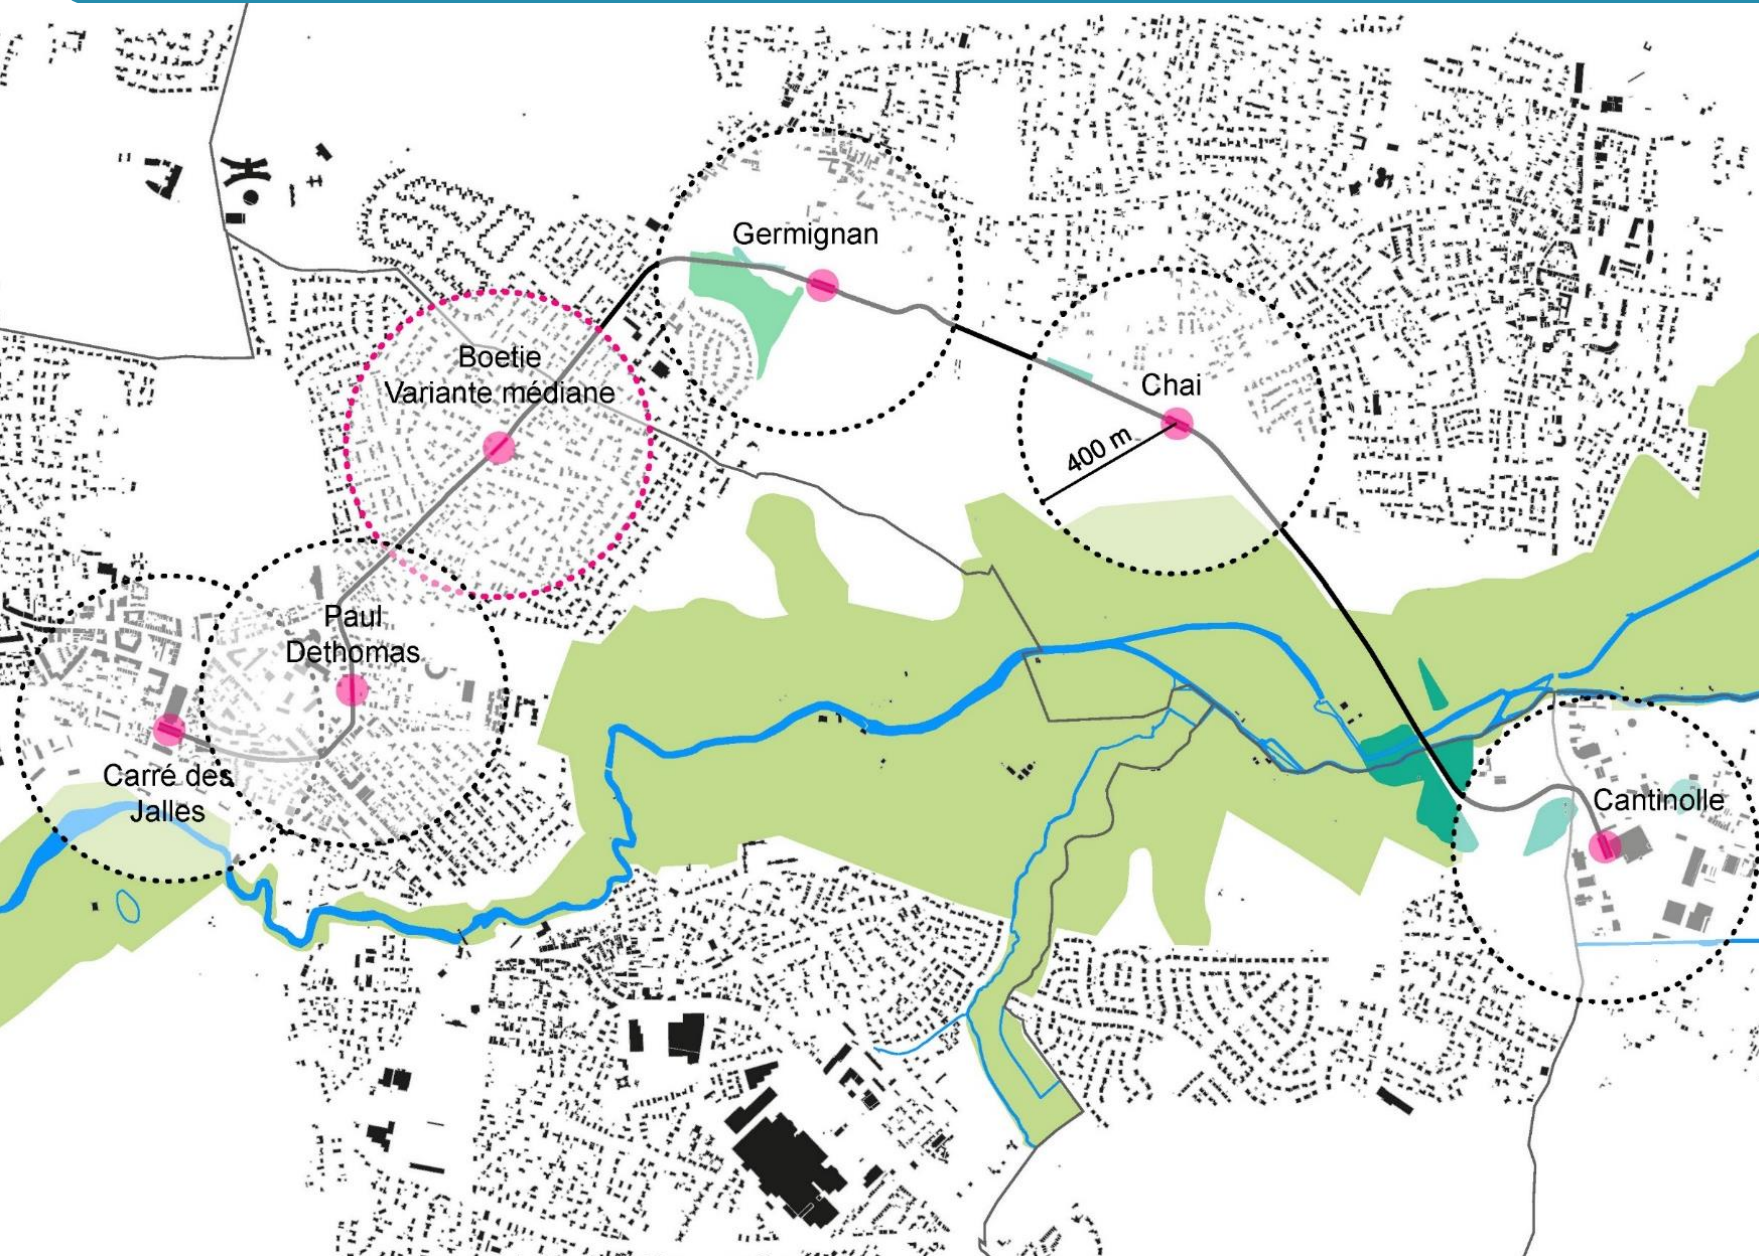 Germignan
Boetie
Variante médiane
Chai
400 m
Paul
Dethomas
Carré des
Jalles
Cantinolle